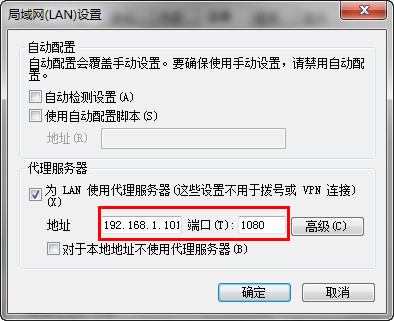 局域网(LAN)设置
自动配置
自动配置会覆盖手动设置。要确保使用手动设置，请禁用自动配
置。
自动检测设置(A)
使用自动配置脚本(S)
地址(R)
代理服务器
为 LAN 使用代理服务器(这些设置不用于拨号或 VPN 连接)
(X)
地址 192.168.1.101 端口(T): 1080 高级(C)
对于本地地址不使用代理服务器(B)
确定 取消